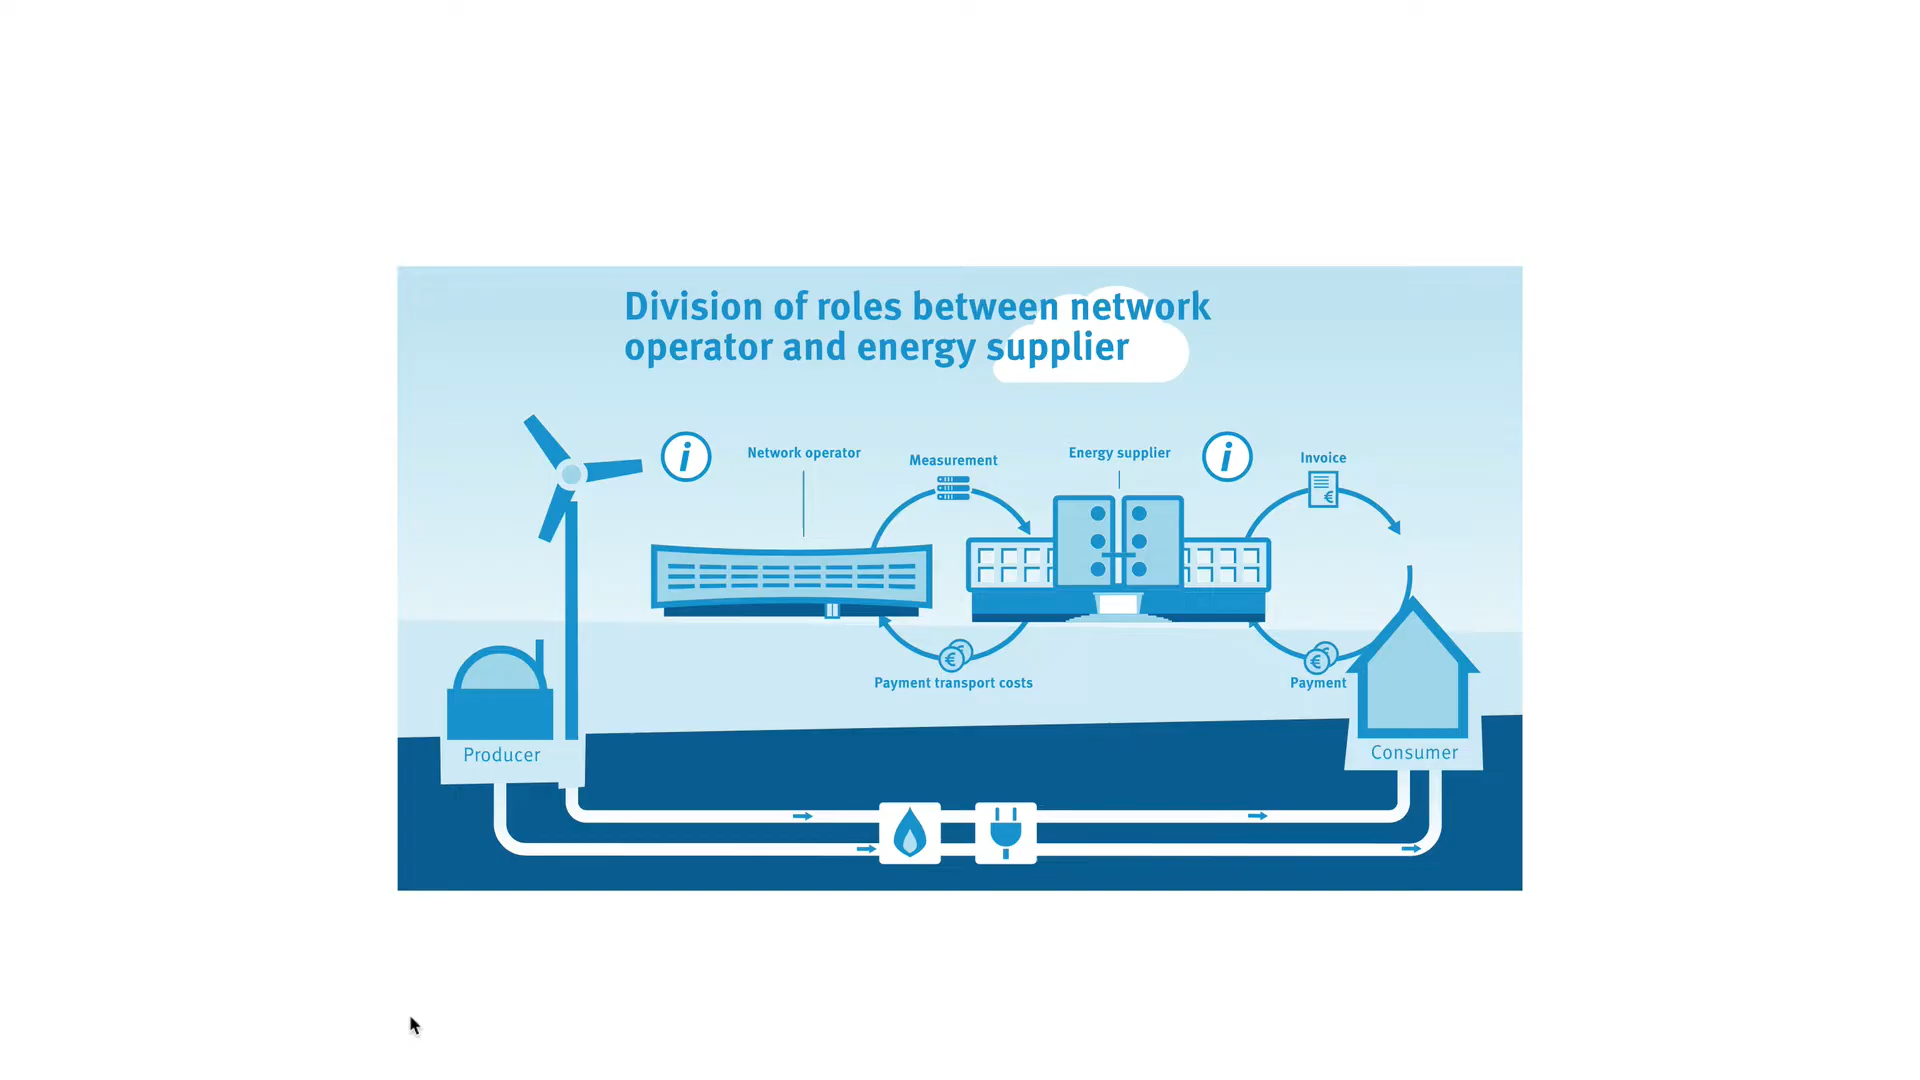 Division of roles between network
operator and energy supplier
i
Network operator
Measurement
Energy supplier
i
Invoice
€
€
Payment transport costs
€
Payment
Producer
Consumer